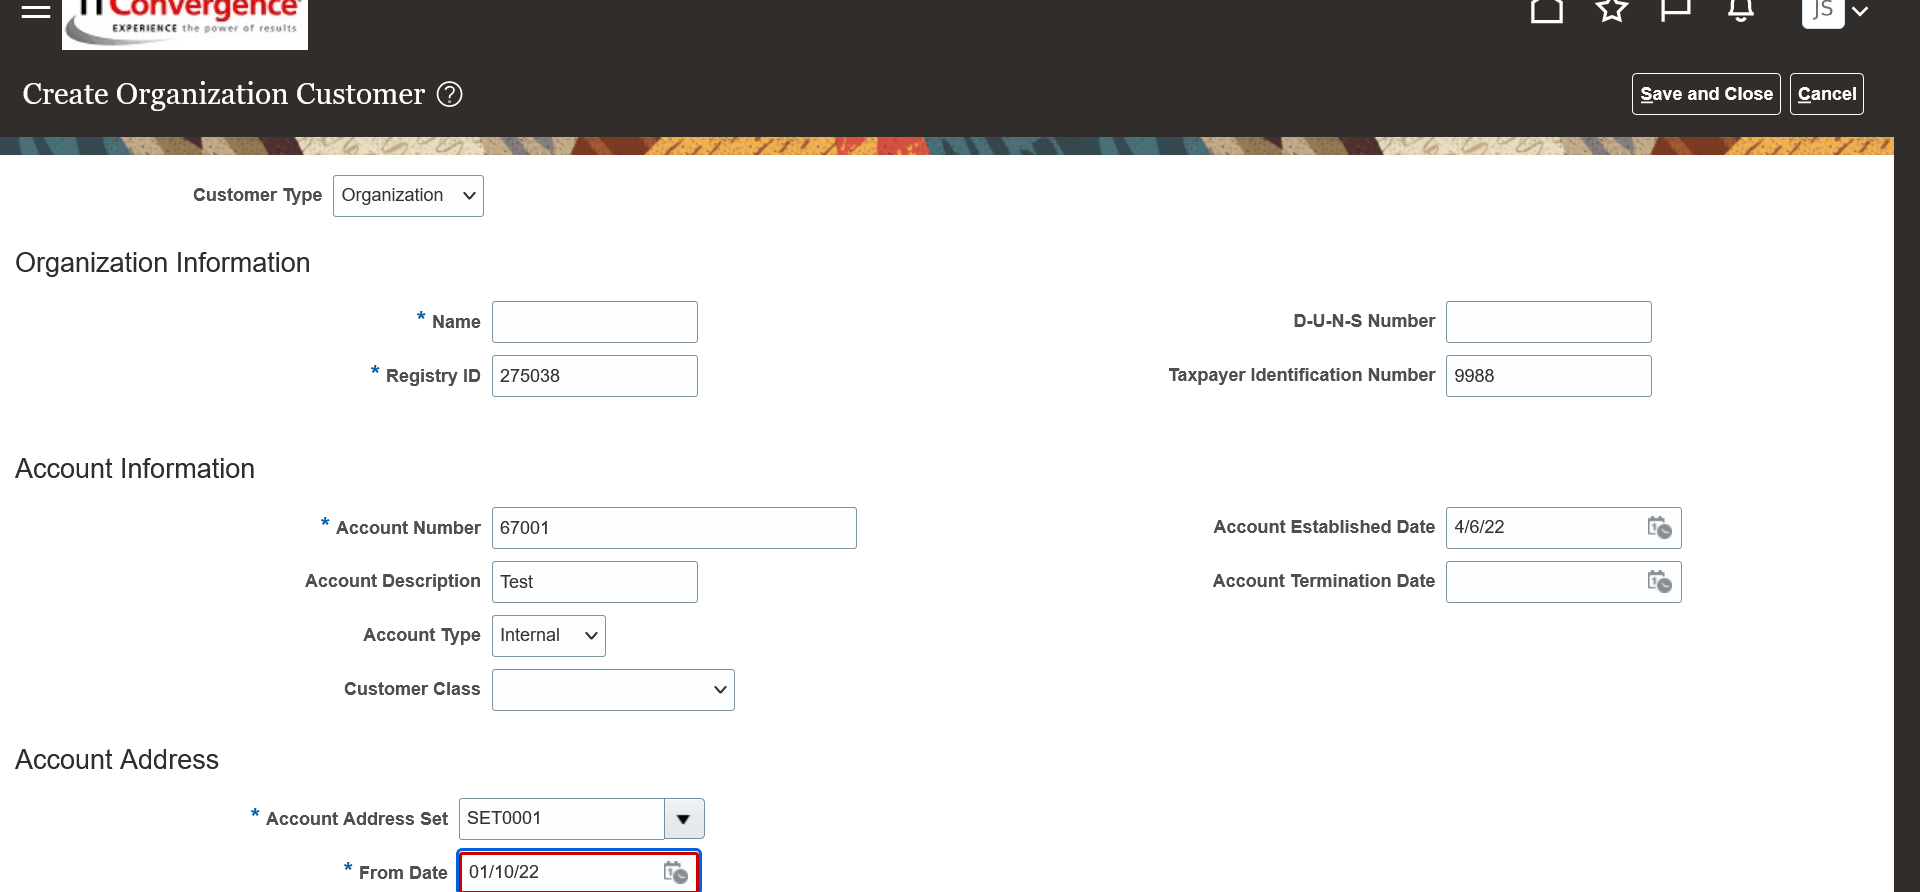 ITConvergence
EXPERIENCE the power of results
JS
Create Organization Customer ?
Save and Close
Cancel
Customer Type Organization
Organization Information
* Name
D-U-N-S Number
* Registry ID 275038
Taxpayer Identification Number 9988
Account Information
* Account Number 67001
Account Established Date 4/6/22
Account Description Test
Account Termination Date
Account Type Internal
Customer Class
Account Address
* Account Address Set SET0001
* From Date 01/10/22